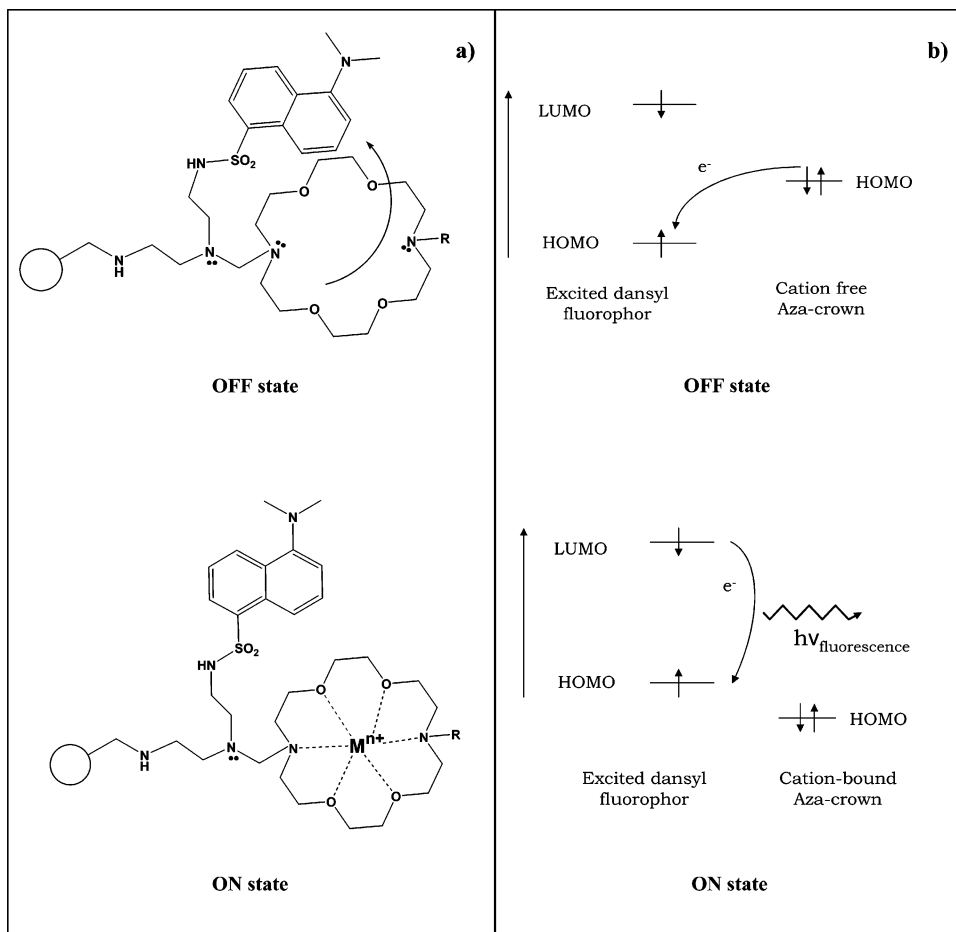 a)
N
HN
SO2
O
O
N
H
N
N
N
R
O
O
OFF state
N
HN
SO2
O
O
N
H
N
N
Mn+
N
R
O
O
ON state
b)
LUMO
e-
HOMO
HOMO
Excited dansyl
fluorophor
Cation free
Aza-crown
OFF state
LUMO
e-
hνfluorescence
HOMO
HOMO
Excited dansyl
fluorophor
Cation-bound
Aza-crown
ON state